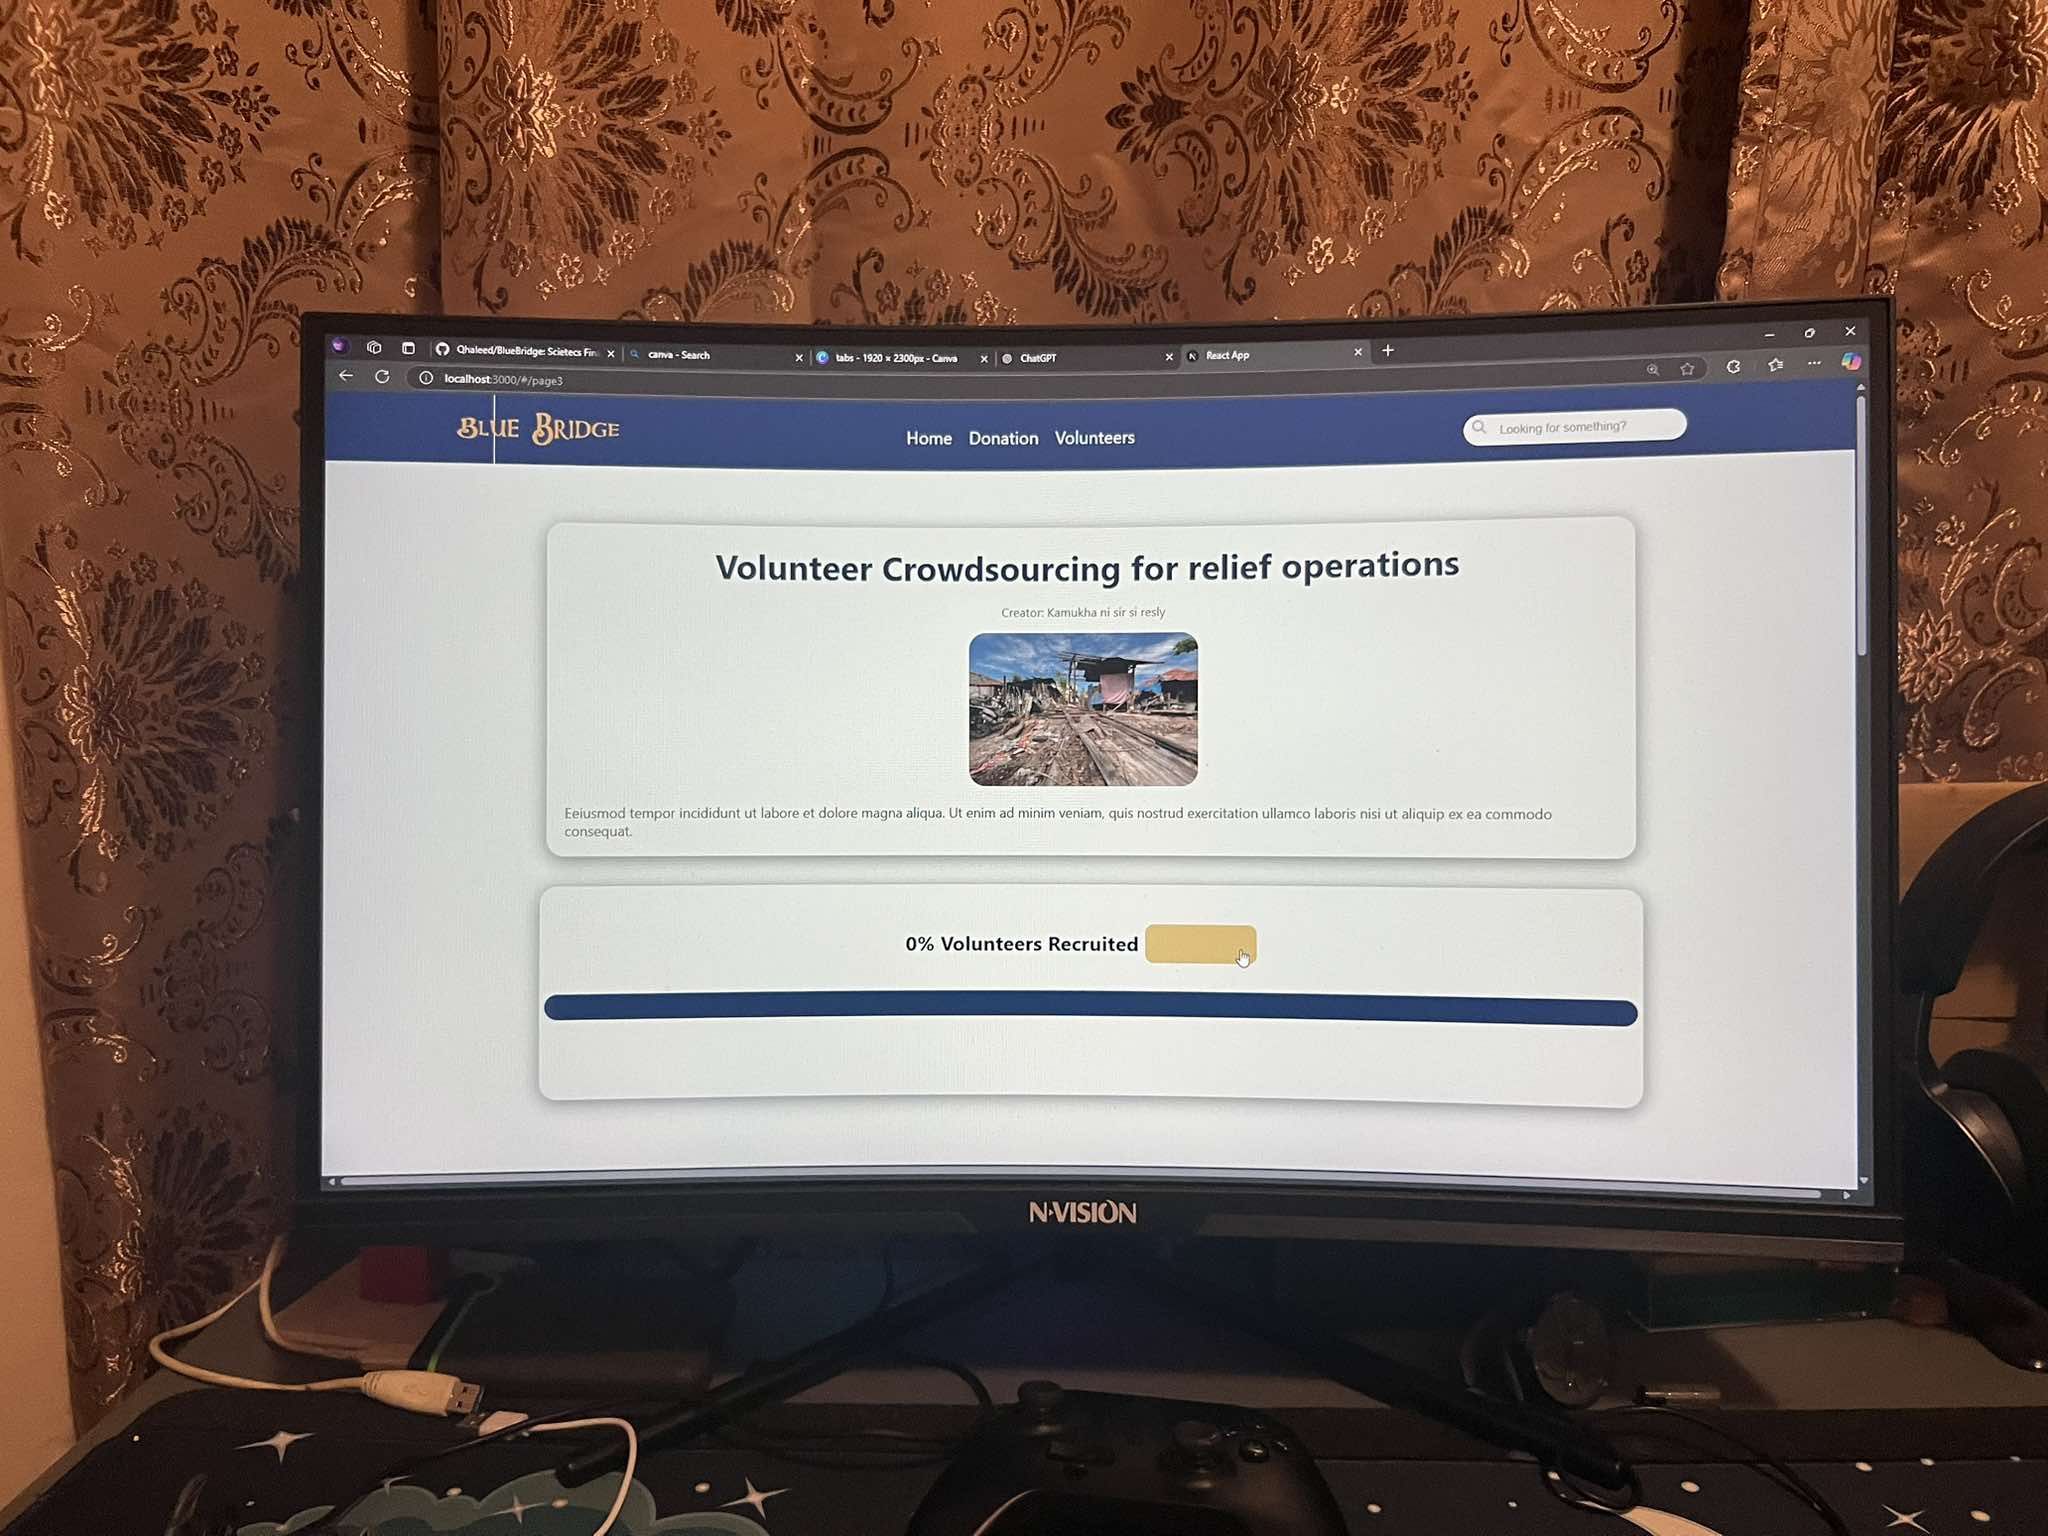 Qhaleed/BlueBridge: Scietecs Fin
canva - Search
tabs - 1920 × 2300px - Canva
ChatGPT
React App
localhost:3000/#/page3
BLUE BRIDGE
Home Donation Volunteers
Looking for something?
Volunteer Crowdsourcing for relief operations
Creator: Kamukha ni sir si resly
Eeiusmod tempor incididunt ut labore et dolore magna aliqua. Ut enim ad minim veniam, quis nostrud exercitation ullamco laboris nisi ut aliquip ex ea commodo
consequat.
0% Volunteers Recruited
N-VISION